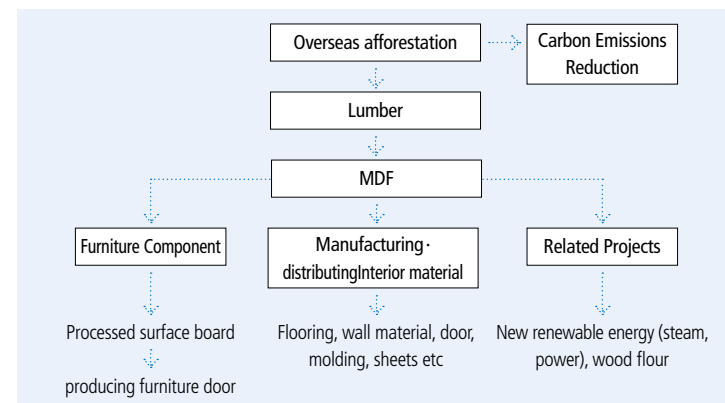 Overseas afforestation
Carbon Emissions
Reduction
Lumber
MDF
Furniture Component
Manufacturing·
distributingInterior material
Related Projects
Processed surface board
Flooring, wall material, door,
molding, sheets etc
New renewable energy (steam,
power), wood flour
producing furniture door